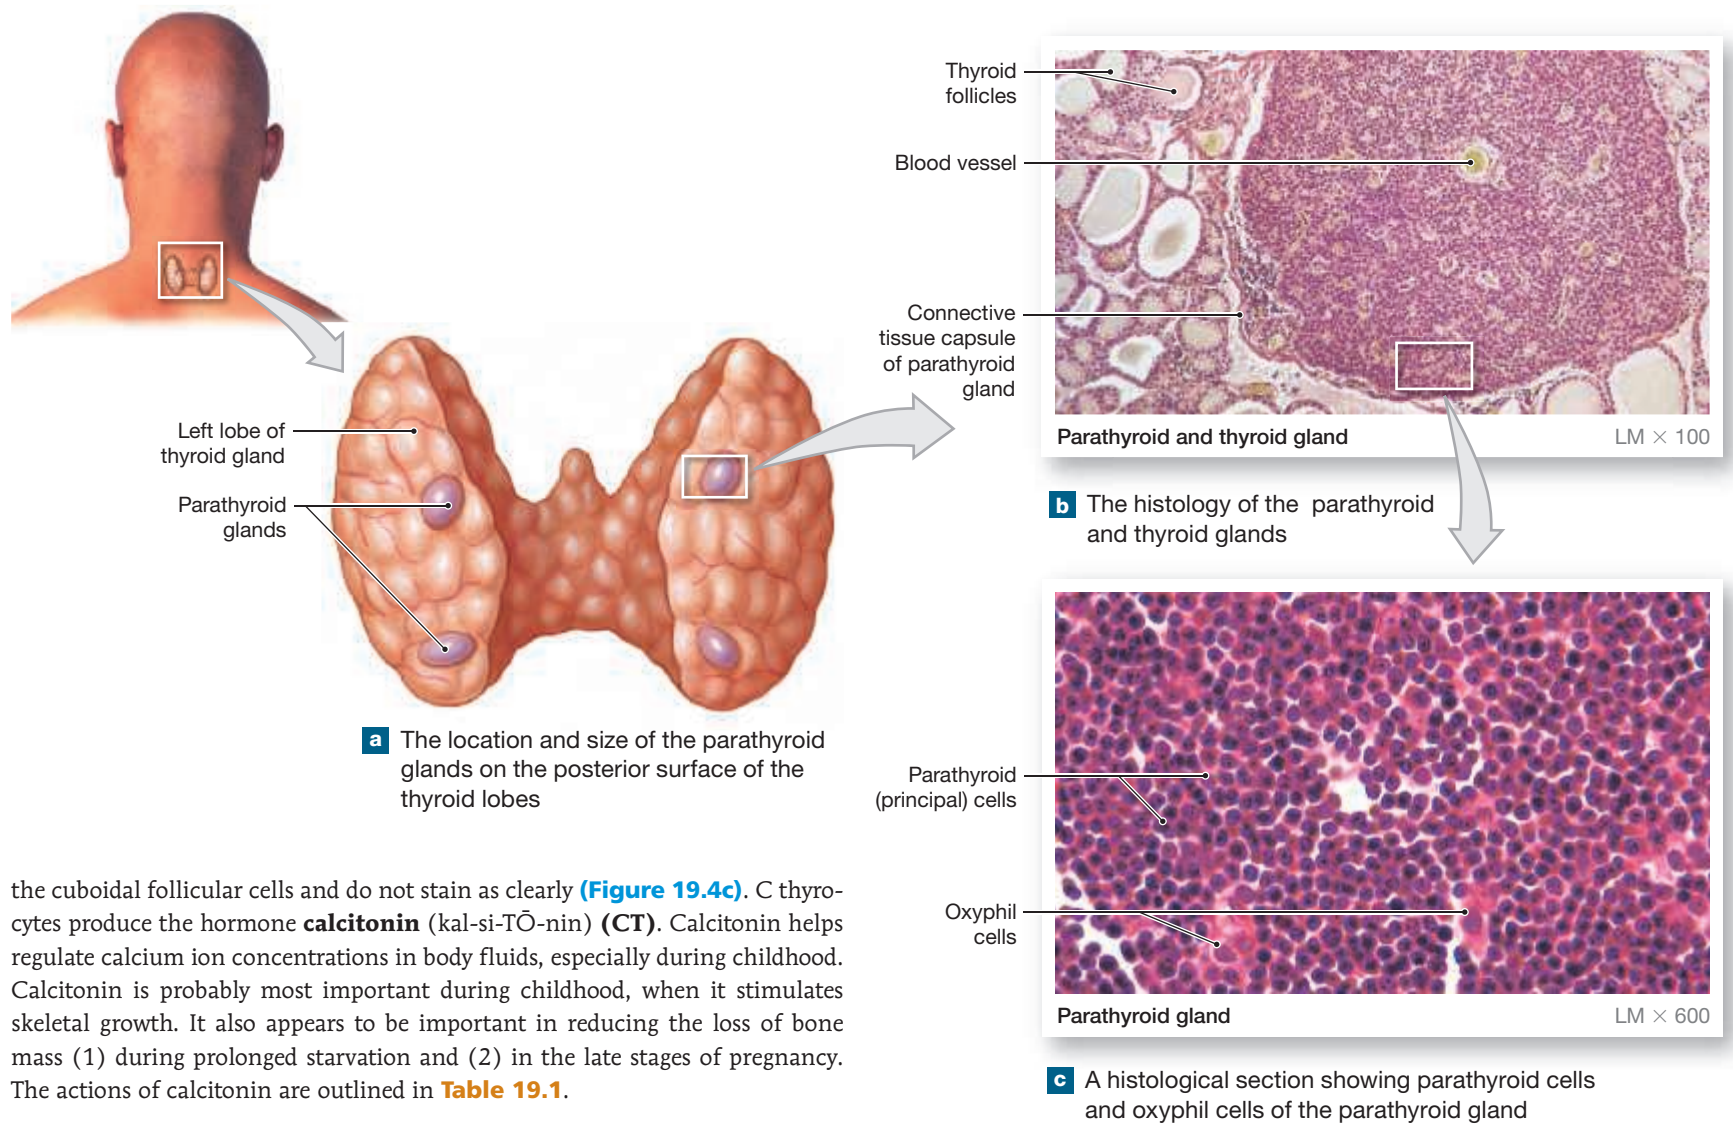 Left lobe of
thyroid gland
Parathyroid
glands
a The location and size of the parathyroid
glands on the posterior surface of the
thyroid lobes
Thyroid
follicles
Blood vessel
Connective
tissue capsule
of parathyroid
gland
Parathyroid and thyroid gland LM × 100
b The histology of the parathyroid
and thyroid glands
Parathyroid
(principal) cells
Oxyphil
cells
Parathyroid gland LM × 600
c A histological section showing parathyroid cells
and oxyphil cells of the parathyroid gland
the cuboidal follicular cells and do not stain as clearly (Figure 19.4c). C thyro-
cytes produce the hormone calcitonin (kal-si-TŌ-nin) (CT). Calcitonin helps
regulate calcium ion concentrations in body fluids, especially during childhood.
Calcitonin is probably most important during childhood, when it stimulates
skeletal growth. It also appears to be important in reducing the loss of bone
mass (1) during prolonged starvation and (2) in the late stages of pregnancy.
The actions of calcitonin are outlined in Table 19.1.